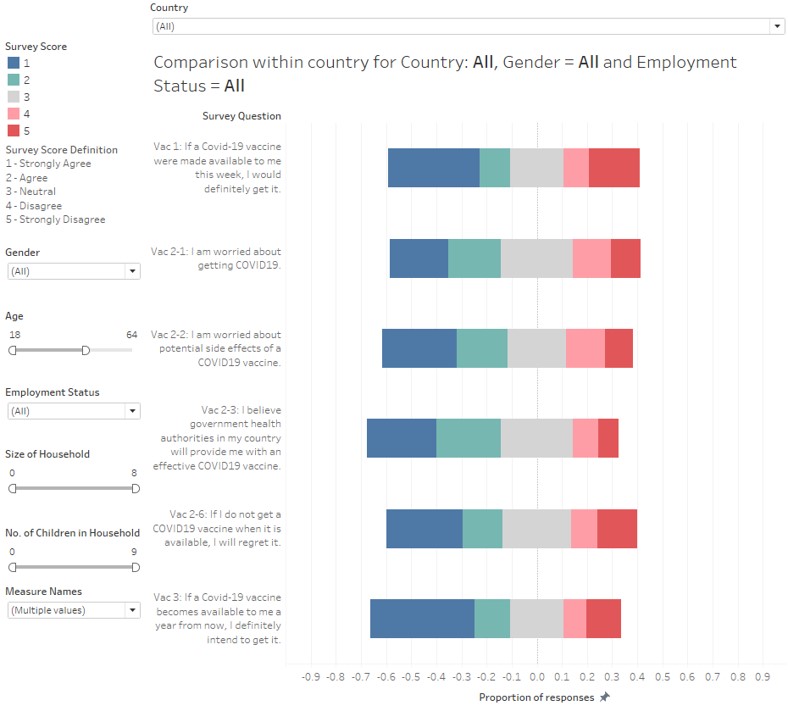 Country
(All)
Survey Score
1
2
3
4
5
Survey Score Definition
1 - Strongly Agree
2 - Agree
3 - Neutral
4 - Disagree
5 - Strongly Disagree
Gender
(All)
Age
18 64
Employment Status
(All)
Size of Household
0 8
No. of Children in Household
0 9
Measure Names
(Multiple values)
Comparison within country for Country: All, Gender = All and Employment
Status = All
Survey Question
Vac 1: If a Covid-19 vaccine
were made available to me
this week, I would
definitely get it.
Vac 2-1: I am worried about
getting COVID19.
Vac 2-2: I am worried about
potential side effects of a
COVID19 vaccine.
Vac 2-3: I believe
government health
authorities in my country
will provide me with an
effective COVID19 vaccine.
Vac 2-6: If I do not get a
COVID19 vaccine when it is
available, I will regret it.
Vac 3: If a Covid-19 vaccine
becomes available to me a
year from now, I definitely
intend to get it.
-0.9 -0.8 -0.7 -0.6 -0.5 -0.4 -0.3 -0.2 -0.1 0.0 0.1 0.2 0.3 0.4 0.5 0.6 0.7 0.8 0.9
Proportion of responses